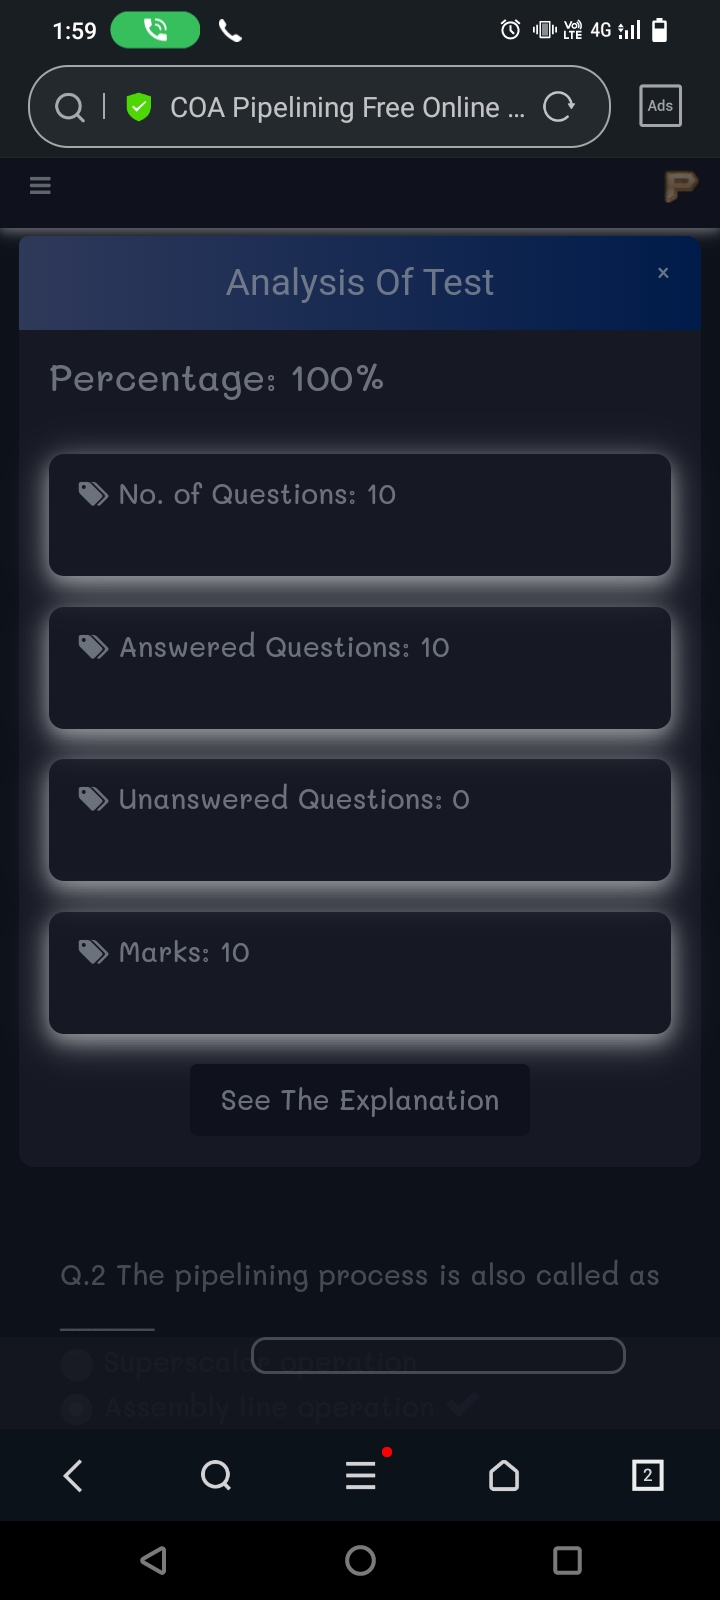 1:59 Vo) LTE 4G
COA Pipelining Free Online ... Ads
P
Analysis Of Test ×
Percentage: 100%
No. of Questions: 10
Answered Questions: 10
Unanswered Questions: 0
Marks: 10
See The Explanation
Q.2 The pipelining process is also called as
______
Superscalar operation
Assembly line operation ✔
2